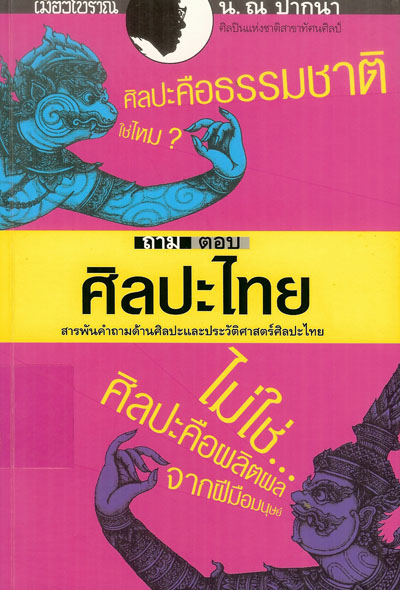 เมืองโบราณ
น. ณ ปากน้ำ
ศิลปินแห่งชาติสาขาทัศนศิลป์
ศิลปะคือธรรมชาติ
ใช่ไหม ?
ถาม ตอบ
ศิลปะไทย
สารพันคำถามด้านศิลปะและประวัติศาสตร์ศิลปะไทย
ไม่ใช่...
ศิลปะคือผลิตผล
จากฝีมือมนุษย์